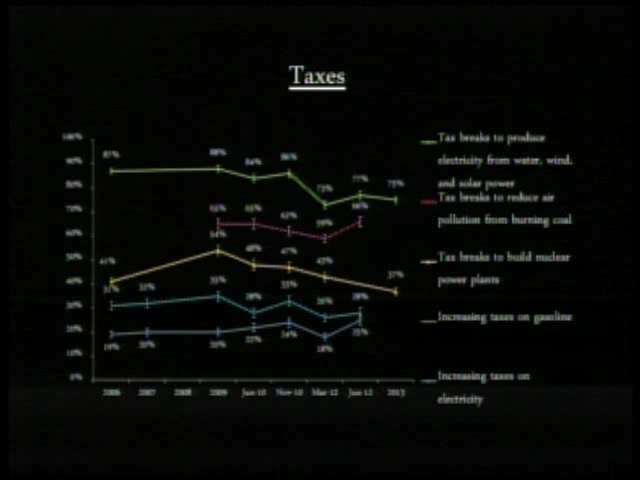 Taxes
100%
90%
80%
70%
60%
50%
40%
30%
20%
10%
0%
87% 88% 84% 86% 73% 77% 75%
65% 65% 62% 59% 66%
41% 54% 48% 47% 43% 37%
31% 32% 35% 28% 33% 26% 28%
19% 20% 20% 22% 24% 18%
2006 2007 2008 2009 Jun-10 Nov-10 Mar-12 Jun-12 2013
Tax breaks to produce
electricity from water, wind,
and solar power
Tax breaks to reduce air
pollution from burning coal
Tax breaks to build nuclear
power plants
Increasing taxes on gasoline
Increasing taxes on
electricity